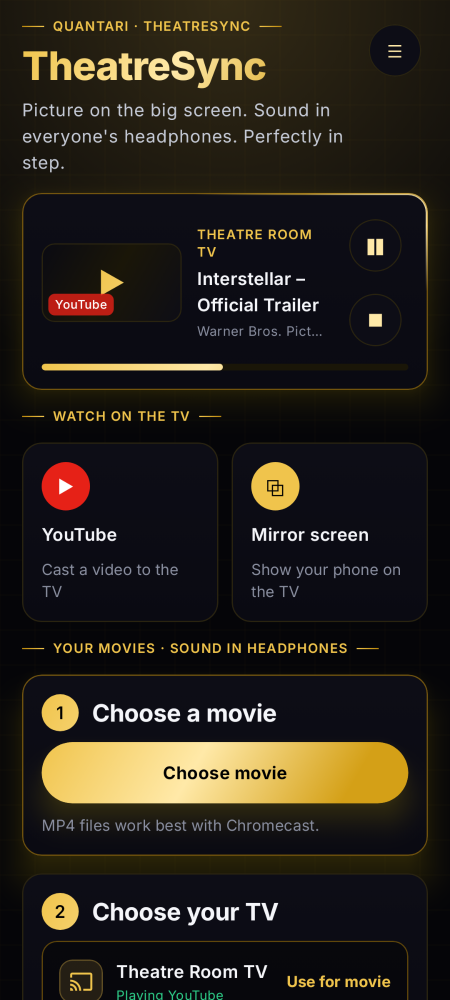 QUANTARI · THEATRESYNC
TheatreSync
Picture on the big screen. Sound in
everyone's headphones. Perfectly in
step.
THEATRE ROOM
TV
Interstellar –
Official Trailer
Warner Bros. Pict...
YouTube
WATCH ON THE TV
YouTube
Cast a video to the
TV
Mirror screen
Show your phone on
the TV
YOUR MOVIES · SOUND IN HEADPHONES
1 Choose a movie
Choose movie
MP4 files work best with Chromecast.
2 Choose your TV
Theatre Room TV
Playing YouTube
Use for movie